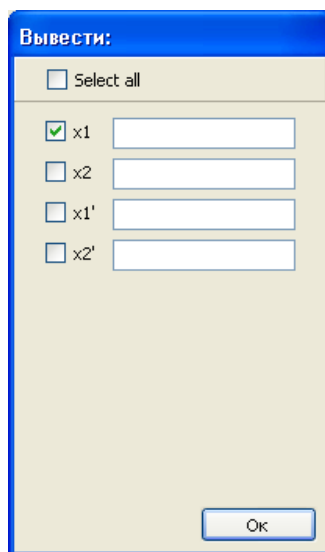 Вывести:
Select all
x1
x2
x1'
x2'
Ок